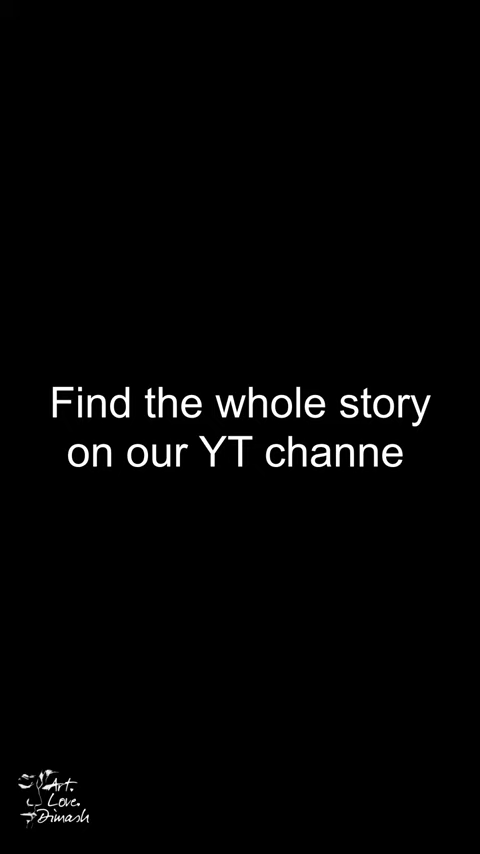 Find the whole story
on our YT channe
Art.
Love.
Dimash